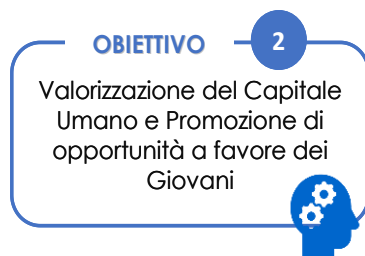 OBIETTIVO 2
Valorizzazione del Capitale
Umano e Promozione di
opportunità a favore dei
Giovani